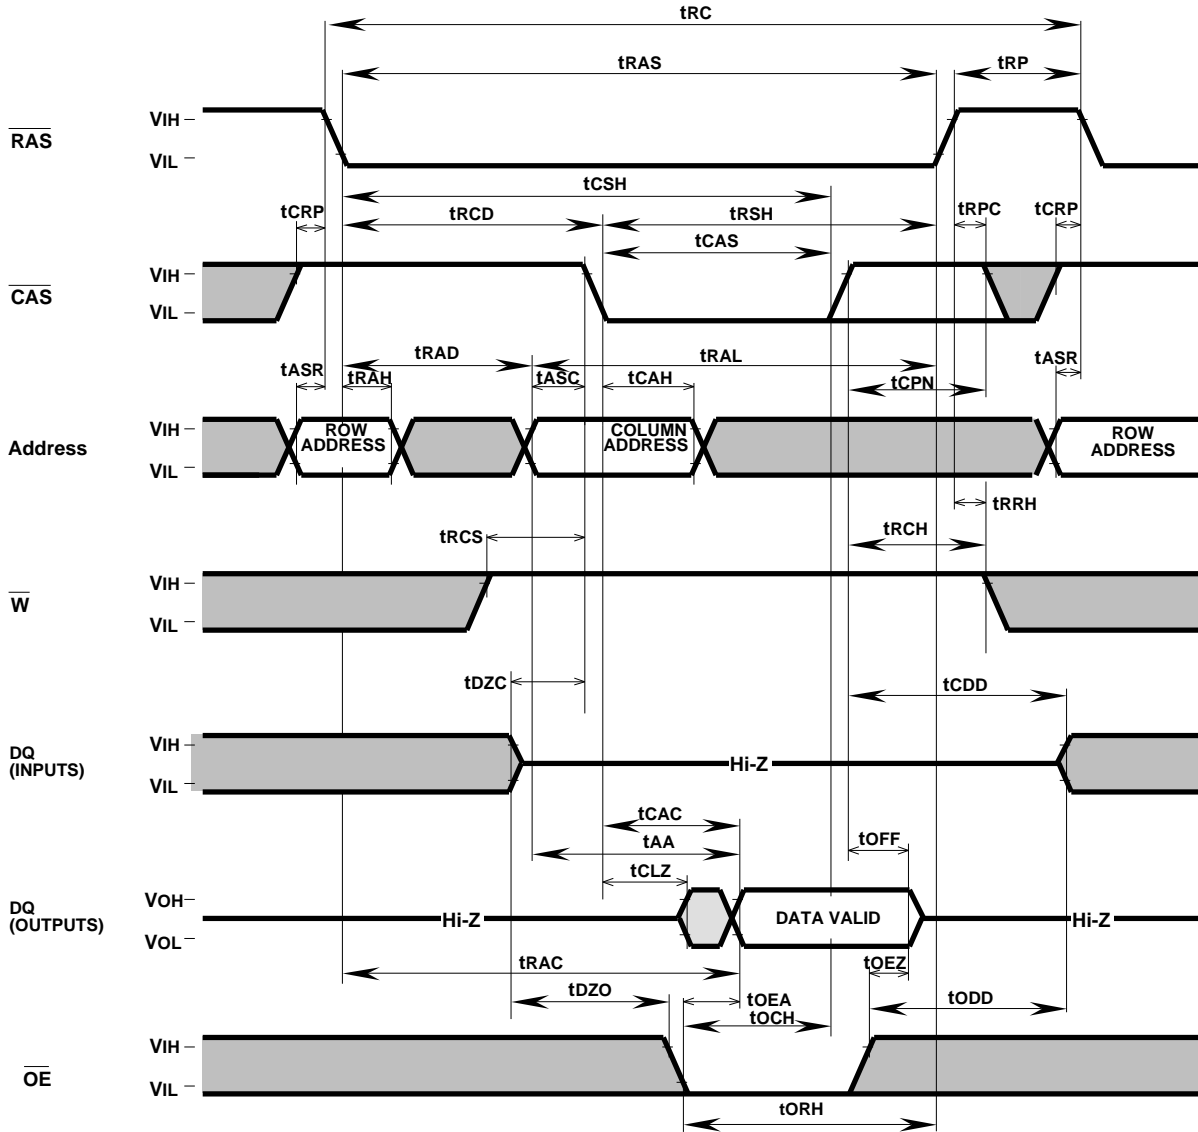 tRC
tRAS
tRP
RAS
VIH
VIL
tCSH
tCRP
tRCD
tRSH
tRPC
tCRP
tCAS
CAS
VIH
VIL
tRAD
tRAL
tASR
tRAH
tASC
tCAH
tCPN
tASR
Address
VIH
VIL
ROW
ADDRESS
COLUMN
ADDRESS
ROW
ADDRESS
tRRH
tRCS
tRCH
W
VIH
VIL
tDZC
tCDD
DQ
(INPUTS)
VIH
VIL
Hi-Z
tCAC
tAA
tOFF
tCLZ
DQ
(OUTPUTS)
VOH
VOL
Hi-Z
DATA VALID
Hi-Z
tRAC
tOEZ
tDZO
tOEA
tODD
tOCH
OE
VIH
VIL
tORH